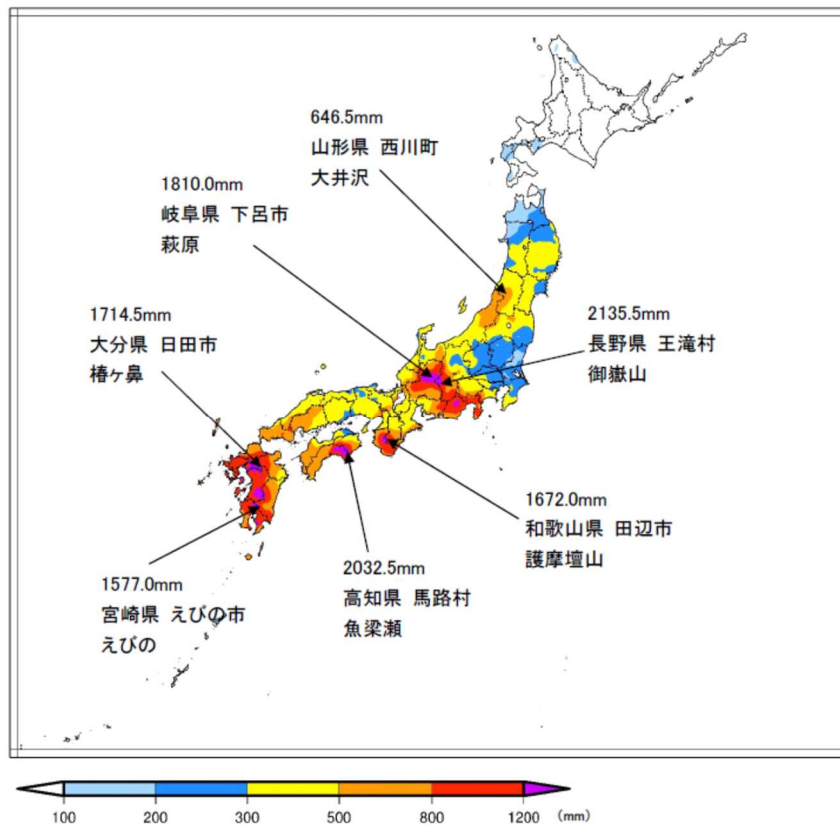 646.5mm
山形県 西川町
大井沢
1810.0mm
岐阜県 下呂市
萩原
1714.5mm
大分県 日田市
椿ヶ鼻
2135.5mm
長野県 王滝村
御嶽山
1672.0mm
和歌山県 田辺市
護摩壇山
2032.5mm
高知県 馬路村
魚梁瀬
1577.0mm
宮崎県 えびの市
えびの
100 200 300 500 800 1200 (mm)